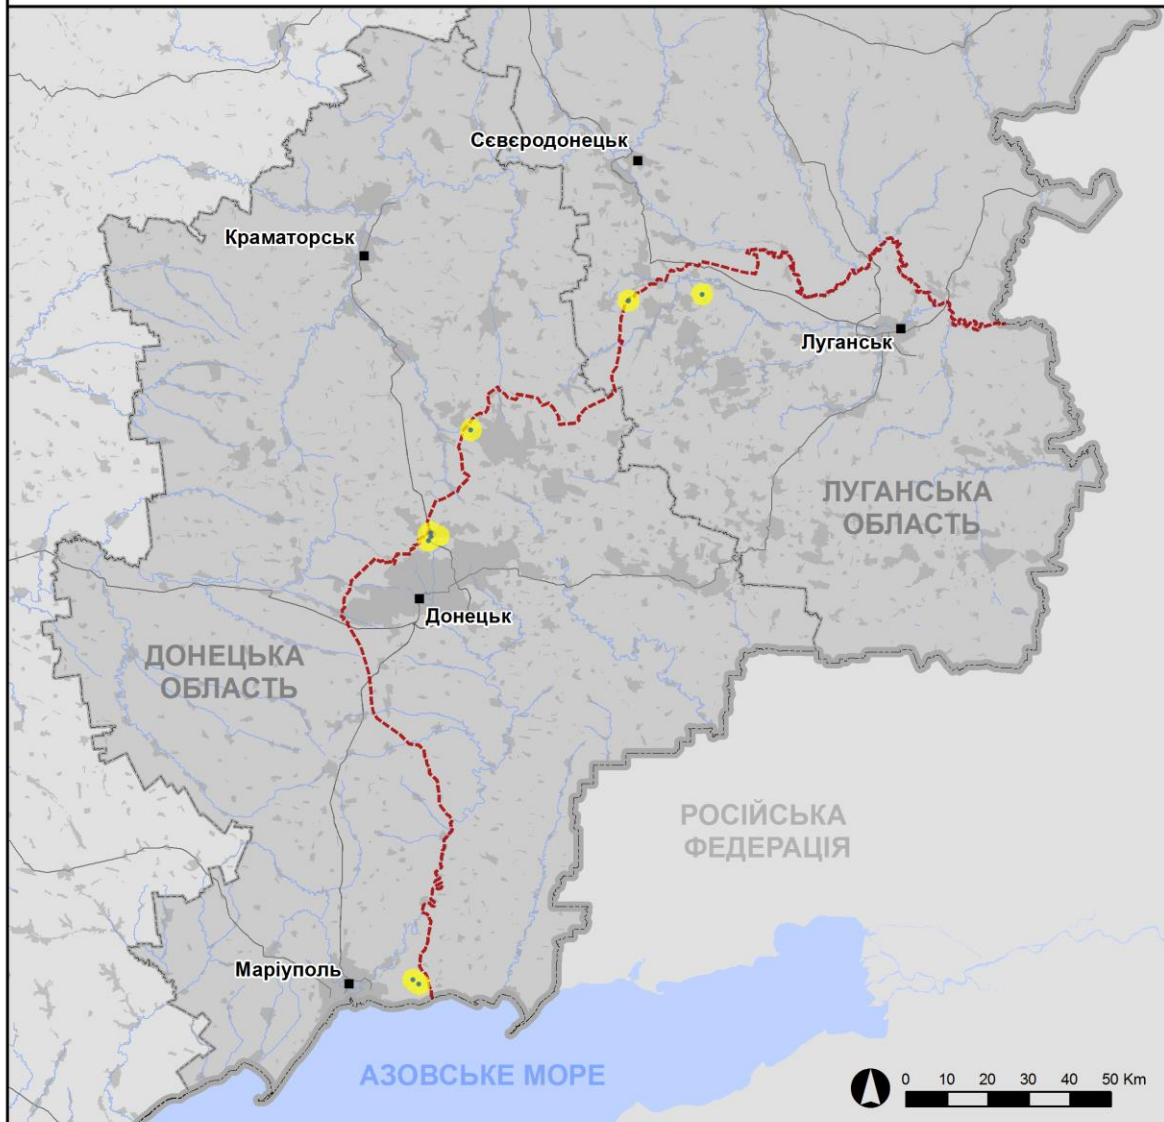 Сєвєродонецьк
Краматорськ
Луганськ
ЛУГАНСЬКА
ОБЛАСТЬ
Донецьк
ДОНЕЦЬКА
ОБЛАСТЬ
РОСІЙСЬКА
ФЕДЕРАЦІЯ
Маріуполь
АЗОВСЬКЕ МОРЕ
0 10 20 30 40 50 Km